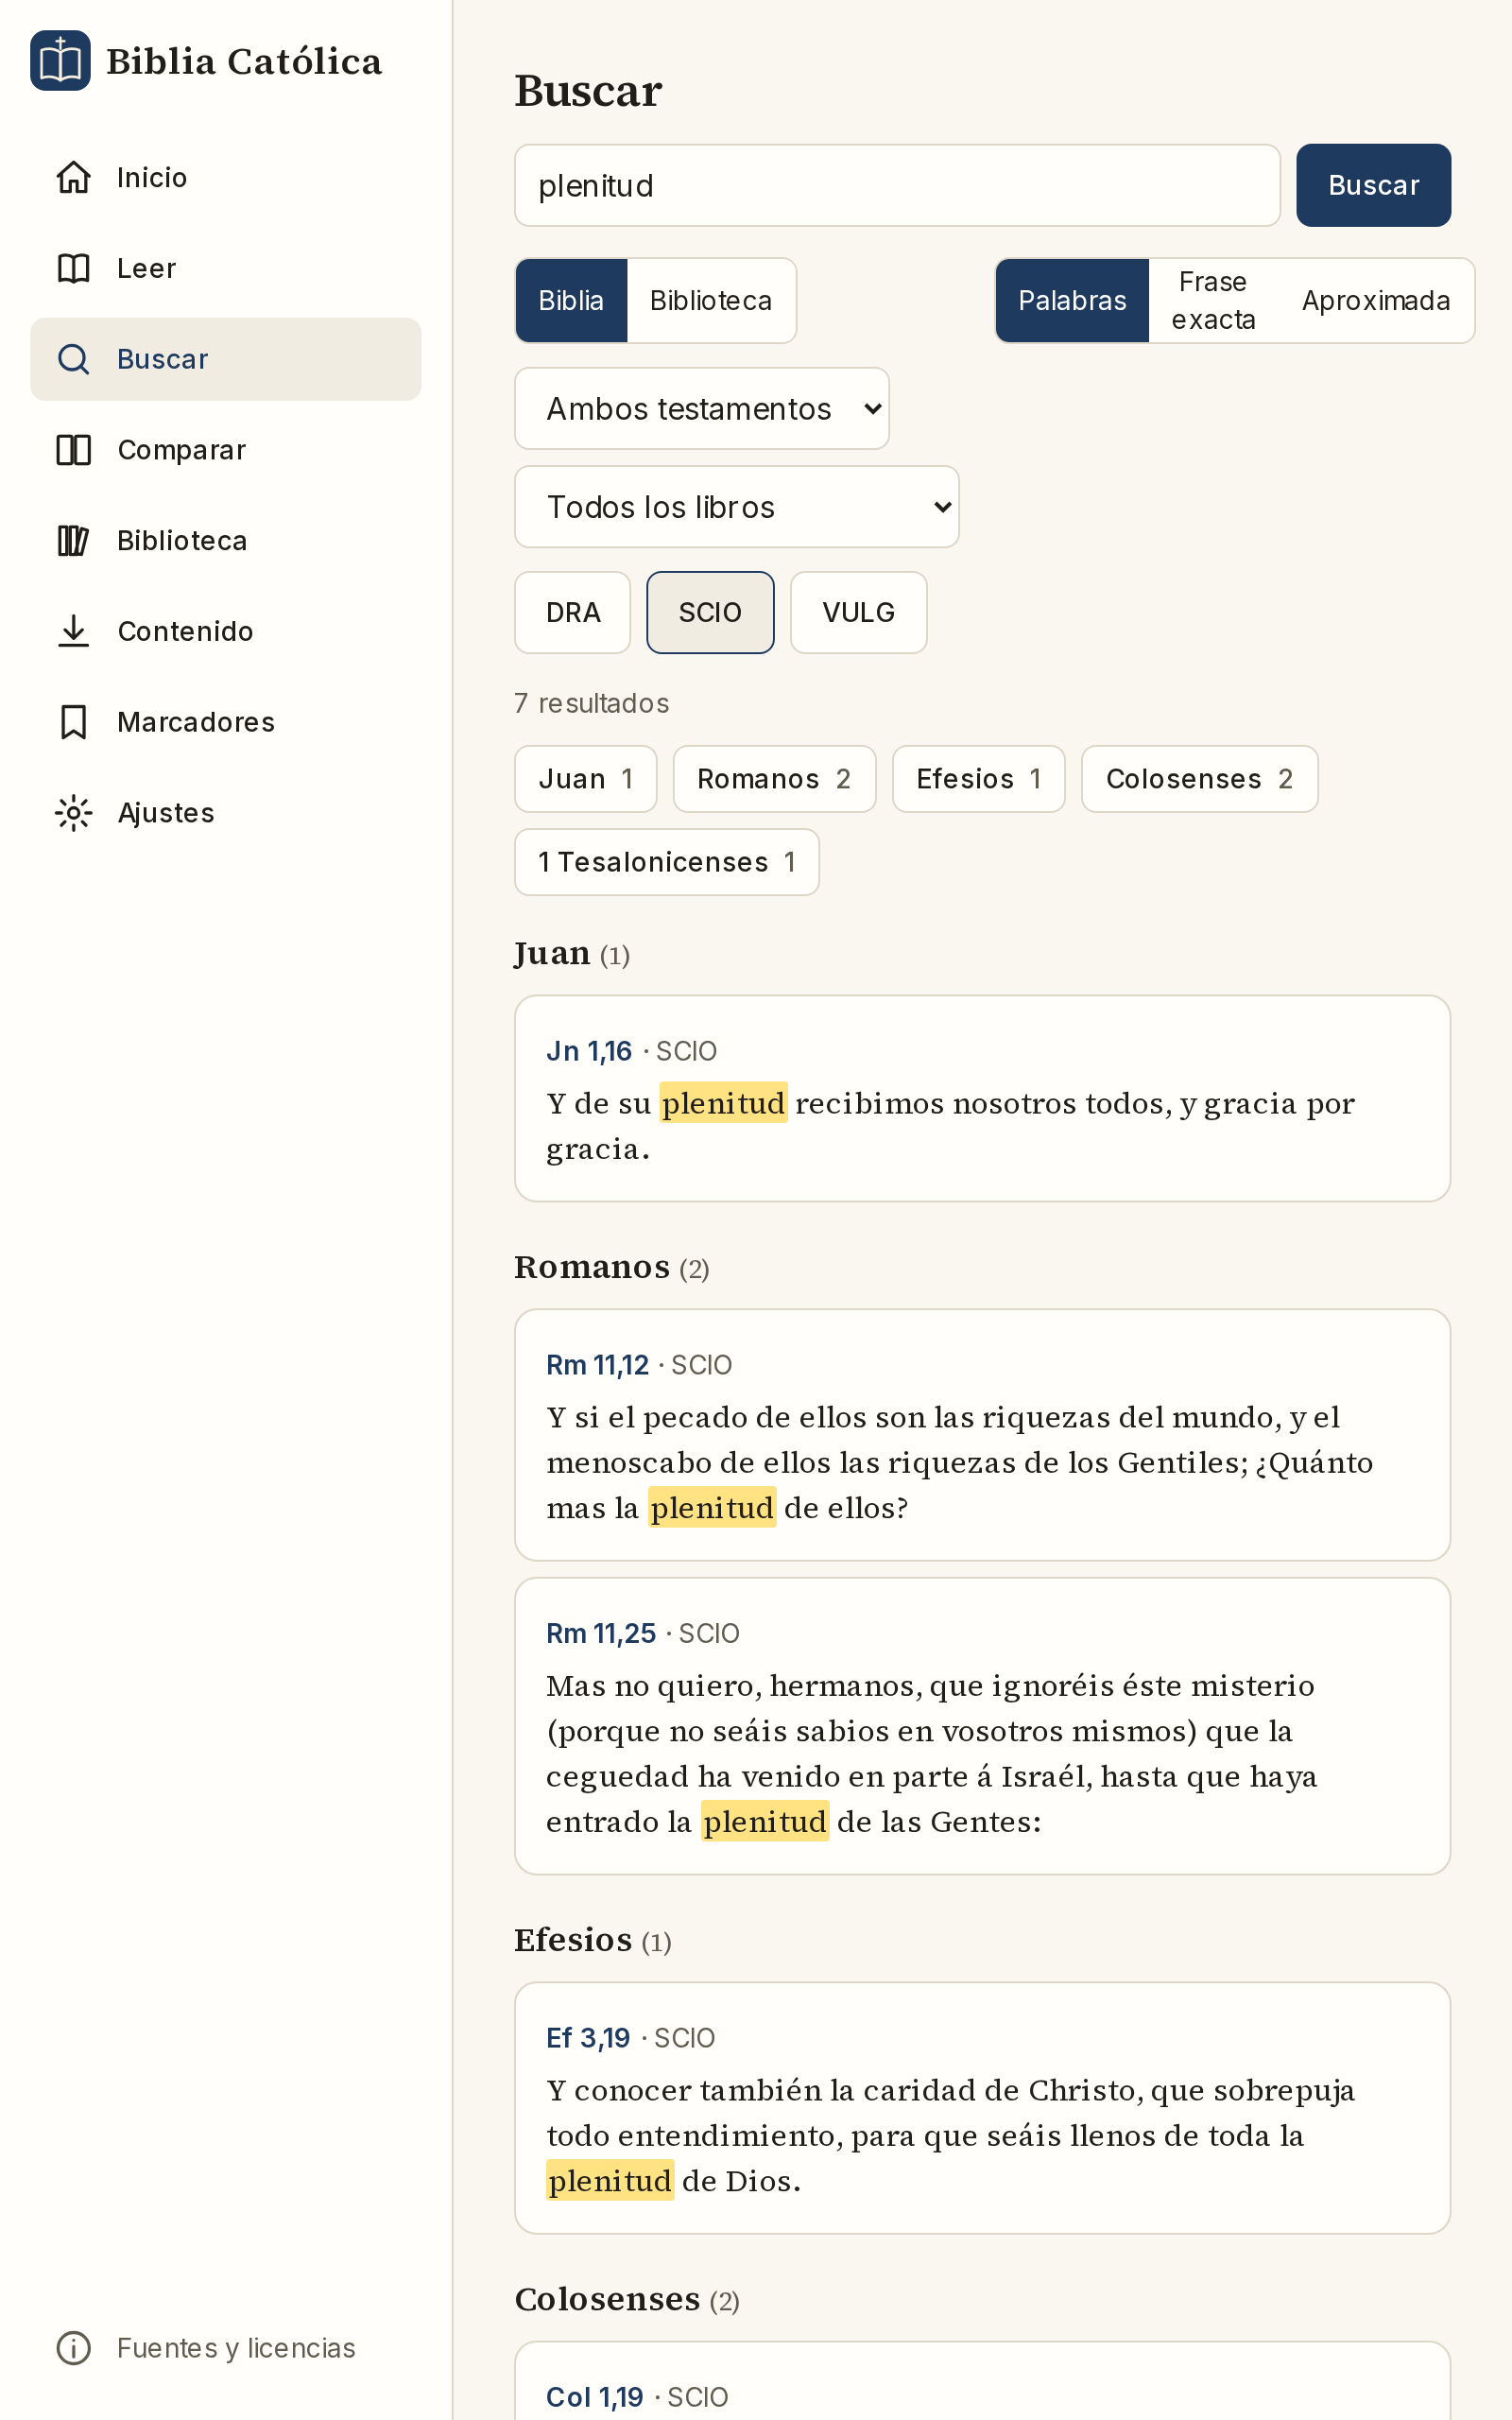 Biblia Católica
Inicio
Leer
Buscar
Comparar
Biblioteca
Contenido
Marcadores
Ajustes
Fuentes y licencias
Buscar
plenitud
Buscar
Biblia
Biblioteca
Palabras
Frase
exacta
Aproximada
Ambos testamentos
Todos los libros
DRA
SCIO
VULG
7 resultados
Juan 1
Romanos 2
Efesios 1
Colosenses 2
1 Tesalonicenses 1
Juan (1)
Jn 1,16 · SCIO
Y de su plenitud recibimos nosotros todos, y gracia por
gracia.
Romanos (2)
Rm 11,12 · SCIO
Y si el pecado de ellos son las riquezas del mundo, y el
menoscabo de ellos las riquezas de los Gentiles; ¿Quánto
mas la plenitud de ellos?
Rm 11,25 · SCIO
Mas no quiero, hermanos, que ignoréis éste misterio
(porque no seáis sabios en vosotros mismos) que la
ceguedad ha venido en parte á Israél, hasta que haya
entrado la plenitud de las Gentes:
Efesios (1)
Ef 3,19 · SCIO
Y conocer también la caridad de Christo, que sobrepuja
todo entendimiento, para que seáis llenos de toda la
plenitud de Dios.
Colosenses (2)
Col 1,19 · SCIO